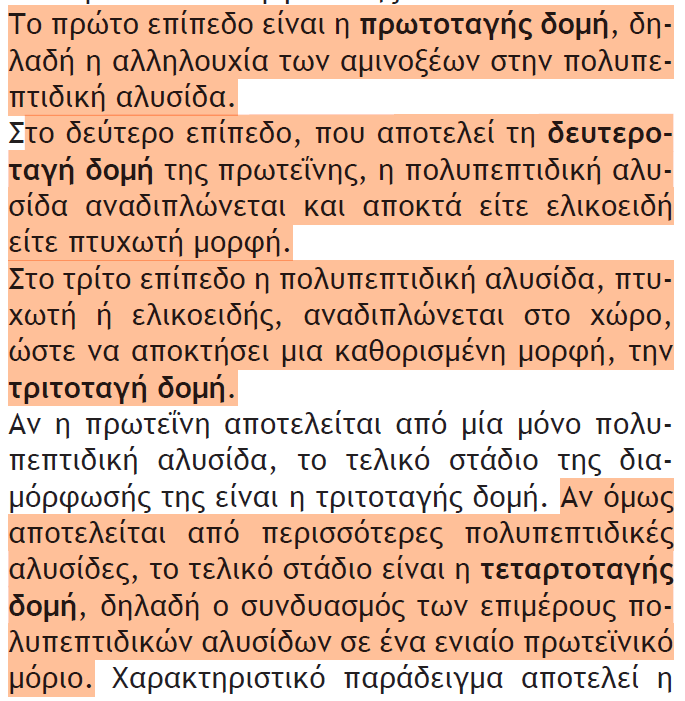 Το πρώτο επίπεδο είναι η πρωτοταγής δομή, δη-
λαδή η αλληλουχία των αμινοξέων στην πολυπε-
πτιδική αλυσίδα.
Στο δεύτερο επίπεδο, που αποτελεί τη δευτερο-
ταγή δομή της πρωτεΐνης, η πολυπεπτιδική αλυ-
σίδα αναδιπλώνεται και αποκτά είτε ελικοειδή
είτε πτυχωτή μορφή.
Στο τρίτο επίπεδο η πολυπεπτιδική αλυσίδα, πτυ-
χωτή ή ελικοειδής, αναδιπλώνεται στο χώρο,
ώστε να αποκτήσει μια καθορισμένη μορφή, την
τριτοταγή δομή.
Αν η πρωτεΐνη αποτελείται από μία μόνο πολυ-
πεπτιδική αλυσίδα, το τελικό στάδιο της δια-
μόρφωσής της είναι η τριτοταγής δομή. Αν όμως
αποτελείται από περισσότερες πολυπεπτιδικές
αλυσίδες, το τελικό στάδιο είναι η τεταρτοταγής
δομή, δηλαδή ο συνδυασμός των επιμέρους πο-
λυπεπτιδικών αλυσίδων σε ένα ενιαίο πρωτεϊνικό
μόριο. Χαρακτηριστικό παράδειγμα αποτελεί η